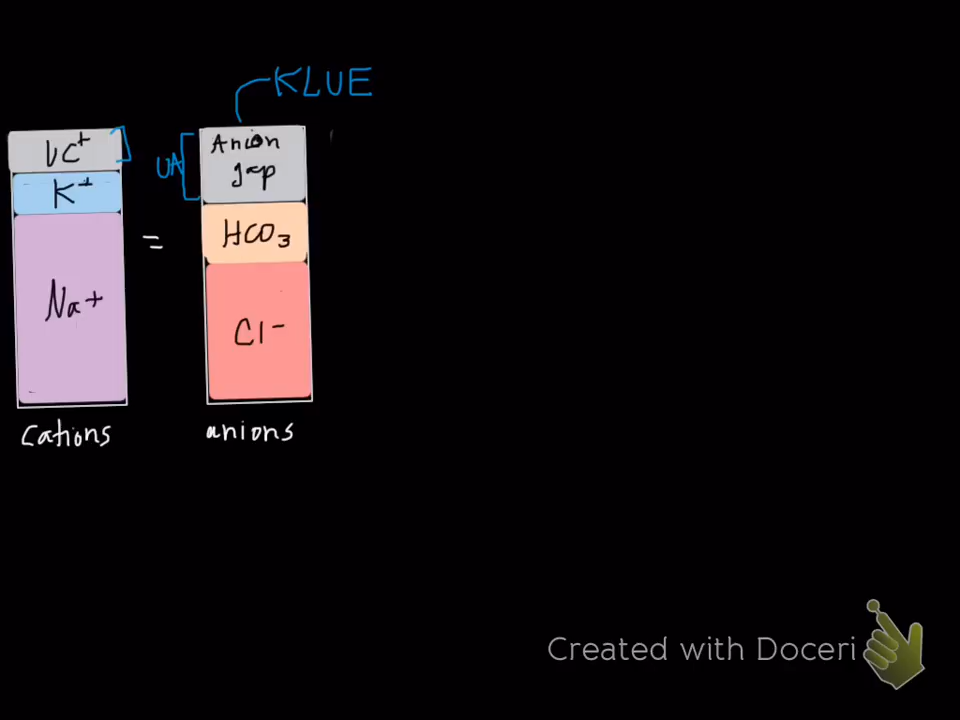 KLUE
UC+
K+
Na+
cations
=
UA
Anion
gap
HCO3
Cl-
anions
Created with Doceri